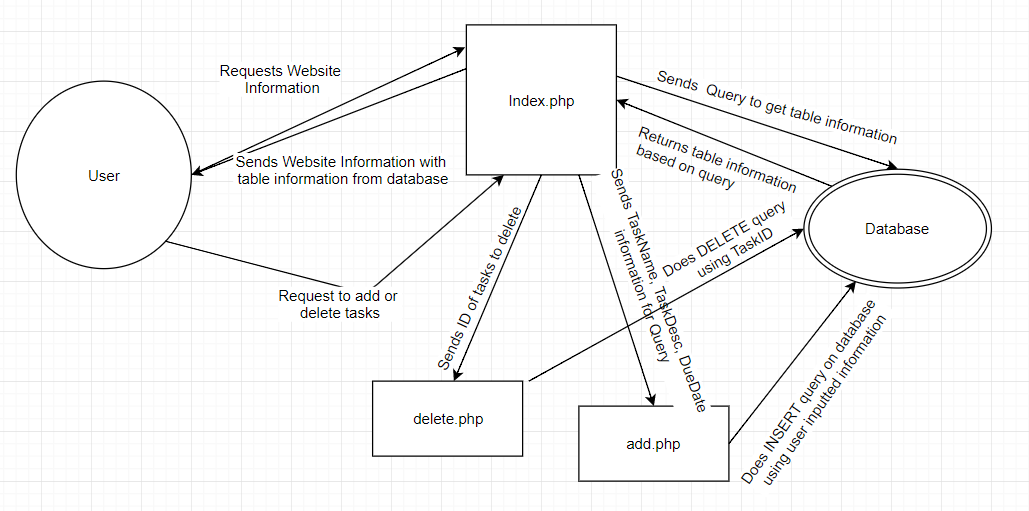 Requests Website
Information
Index.php
Sends Query to get table information
Returns table information
based on query
User
Sends Website Information with
table information from database
Database
Does DELETE query
using TaskID
Sends ID of tasks to delete
Sends TaskName, TaskDesc, DueDate
information for Query
Request to add or
delete tasks
Does INSERT query on database
using user inputted information
delete.php
add.php